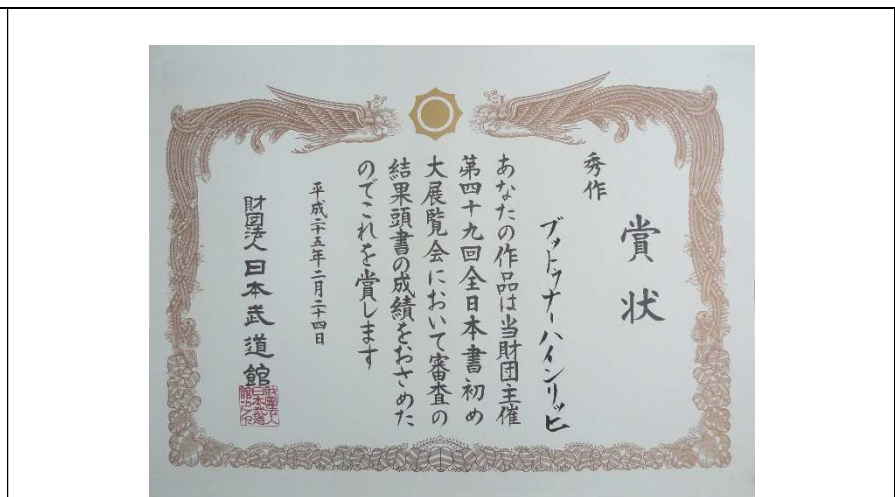 賞状
秀作
ブットゥナーハインリッヒ
あなたの作品は当財団主催
第四十九回全日本書初め
大展覧会において審査の
結果頭書の成績をおさめた
のでこれを賞します
平成二十五年二月二十四日
財団法人日本武道館